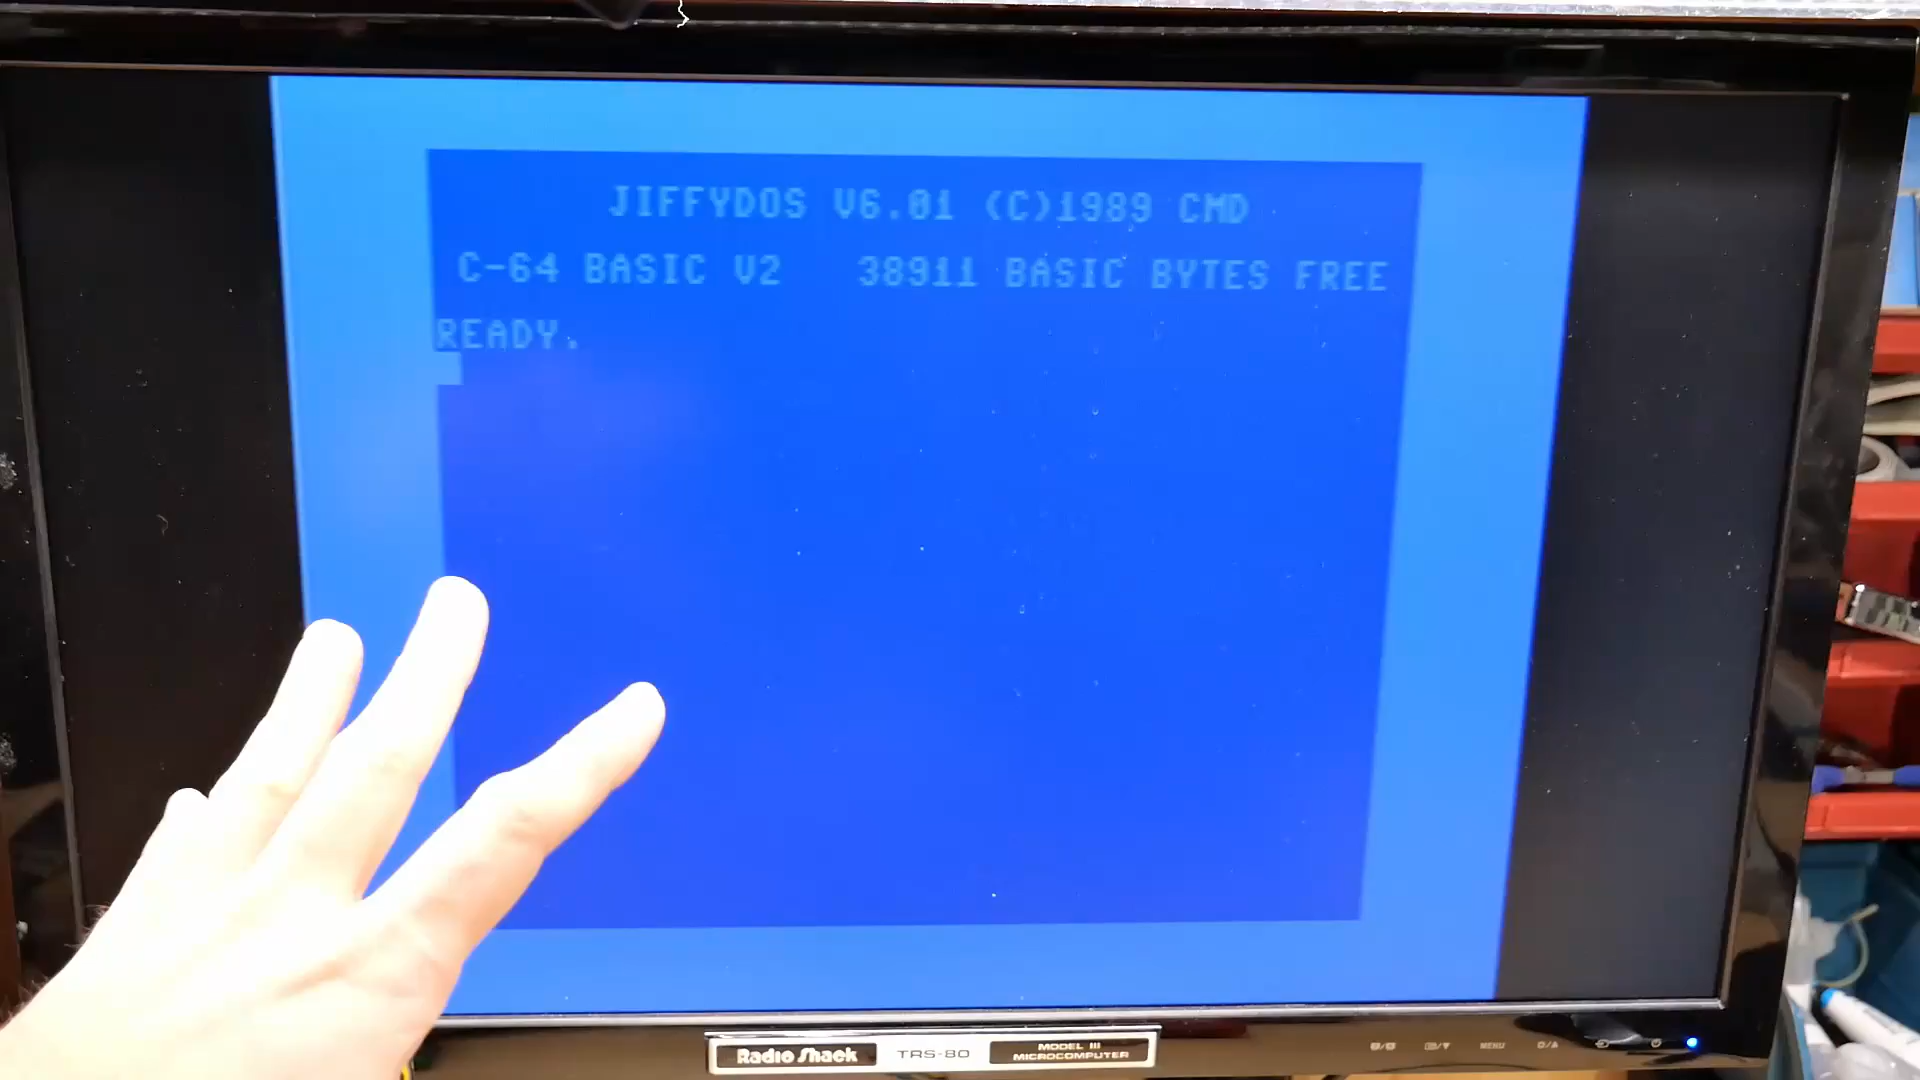 JIFFYDOS V6.01 (C)1989 CMD
C-64 BASIC V2   38911 BASIC BYTES FREE
READY.
Radio Shack TRS-80 MODEL III MICROCOMPUTER
MENU